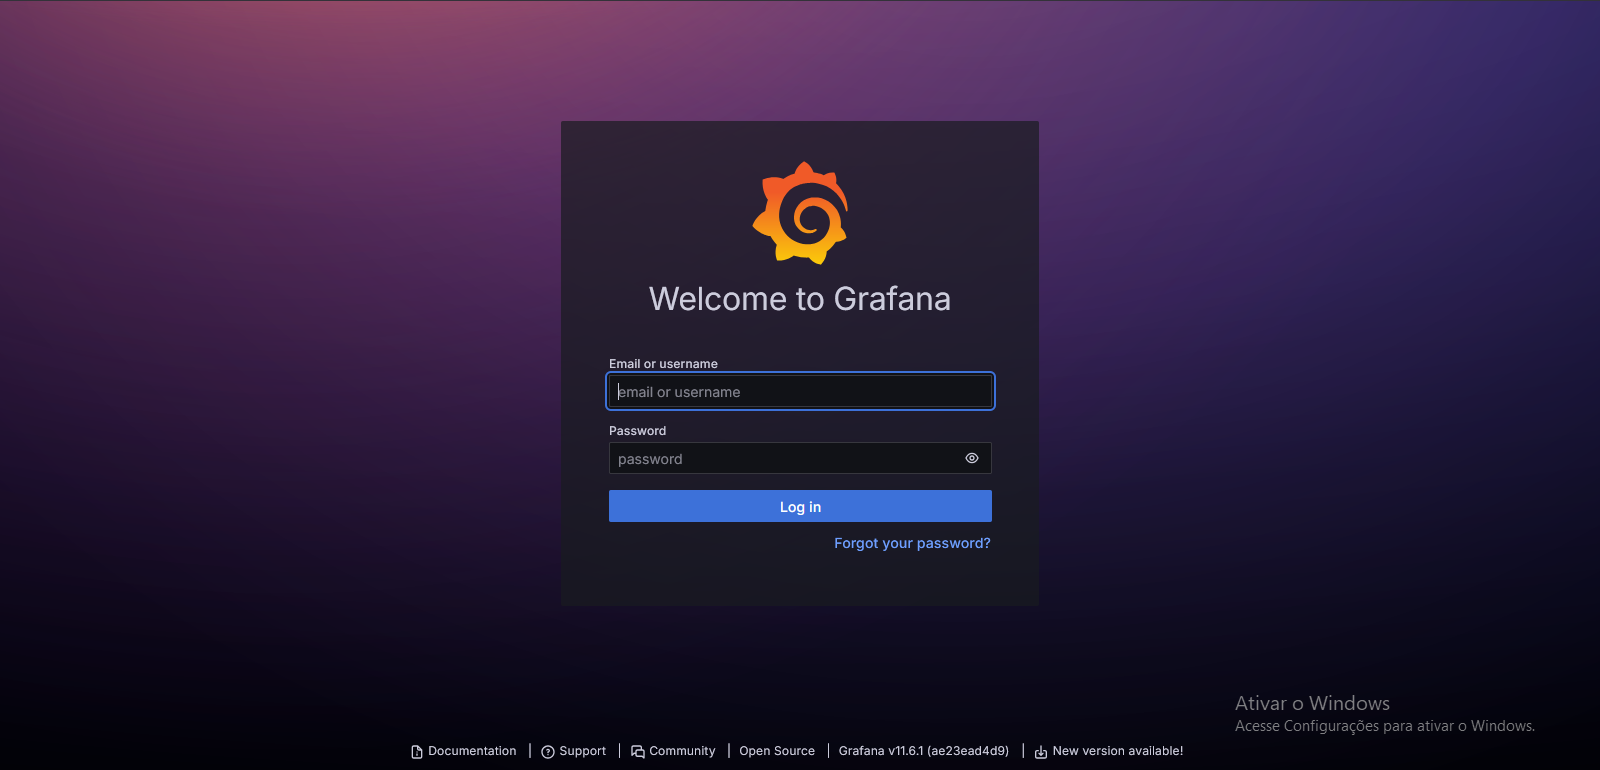 Welcome to Grafana
Email or username
email or username
Password
password
Log in
Forgot your password?
Ativar o Windows
Acesse Configurações para ativar o Windows.
Documentation | Support | Community | Open Source | Grafana v11.6.1 (ae23ead4d9) | New version available!